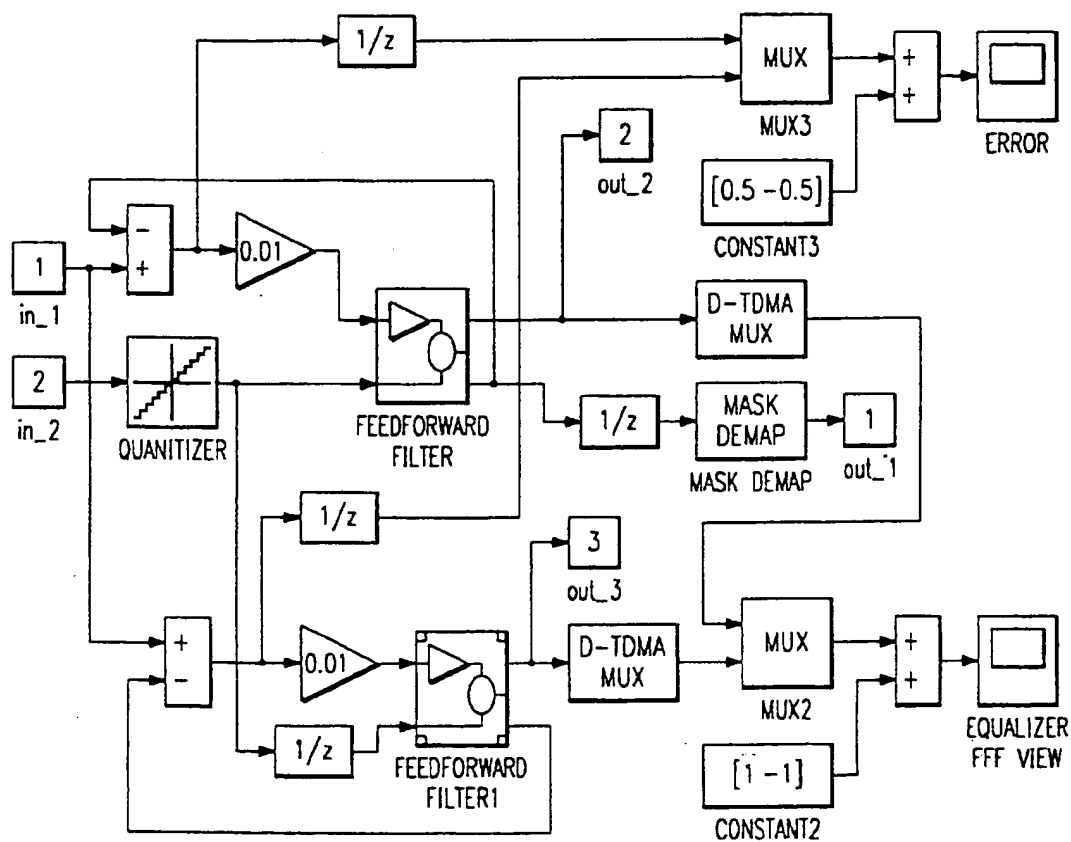 1/z
MUX
MUX3
+
+
ERROR
2
out_2
[0.5 -0.5]
CONSTANT3
-
+
0.01
1
in_1
D-TDMA
MUX
2
in_2
QUANITIZER
FEEDFORWARD
FILTER
1/z
MASK
DEMAP
MASK DEMAP
1
out_1
1/z
3
out_3
+
-
0.01
D-TDMA
MUX
MUX
MUX2
+
+
EQUALIZER
FFF VIEW
1/z
FEEDFORWARD
FILTER1
[1 -1]
CONSTANT2